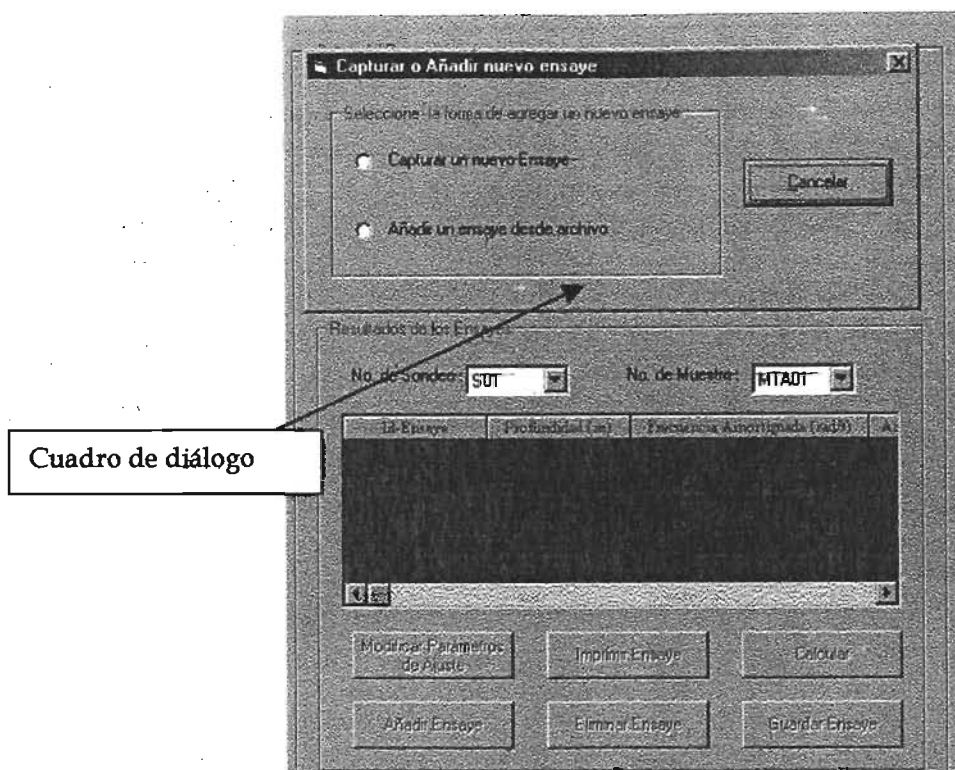 Capturar o Añadir nuevo ensaye
Seleccione la forma de agregar un nuevo ensaye
Capturar un nuevo Ensaye
Cancelar
Añadir un ensaye desde archivo
Resultados de los Ensayes
No. de Sondeo: S01
No. de Muestra: MTA01
Id-Ensaye
Profundidad (m)
Frecuencia Amortiguada (rad/s)
A
Cuadro de diálogo
Modificar Parametros
de Ajuste
Imprimir Ensaye
Calcular
Añadir Ensaye
Eliminar Ensaye
Guardar Ensaye